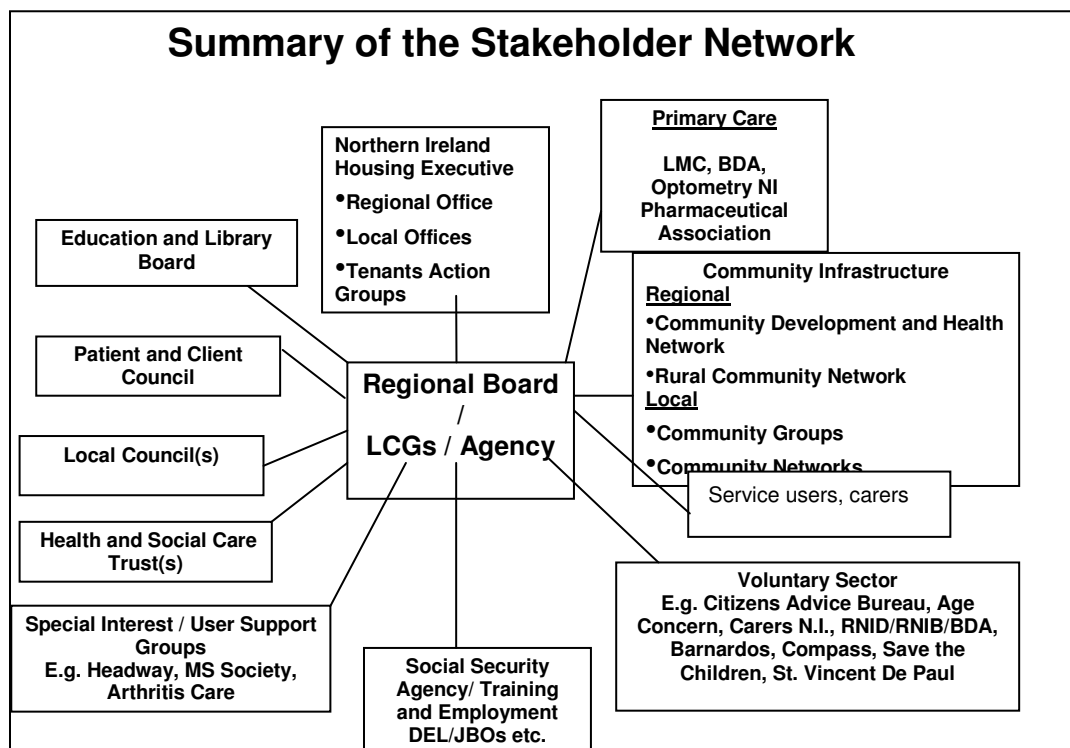 Summary of the Stakeholder Network
Primary Care
LMC, BDA,
Optometry NI
Pharmaceutical
Association
Northern Ireland
Housing Executive
•Regional Office
•Local Offices
•Tenants Action
Groups
Education and Library
Board
Community Infrastructure
Regional
•Community Development and Health
Network
•Rural Community Network
Local
•Community Groups
•Community Networks
Patient and Client
Council
Regional Board
/
LCGs / Agency
Local Council(s)
Service users, carers
Health and Social Care
Trust(s)
Special Interest / User Support
Groups
E.g. Headway, MS Society,
Arthritis Care
Social Security
Agency/ Training
and Employment
DEL/JBOs etc.
Voluntary Sector
E.g. Citizens Advice Bureau, Age
Concern, Carers N.I., RNID/RNIB/BDA,
Barnardos, Compass, Save the
Children, St. Vincent De Paul